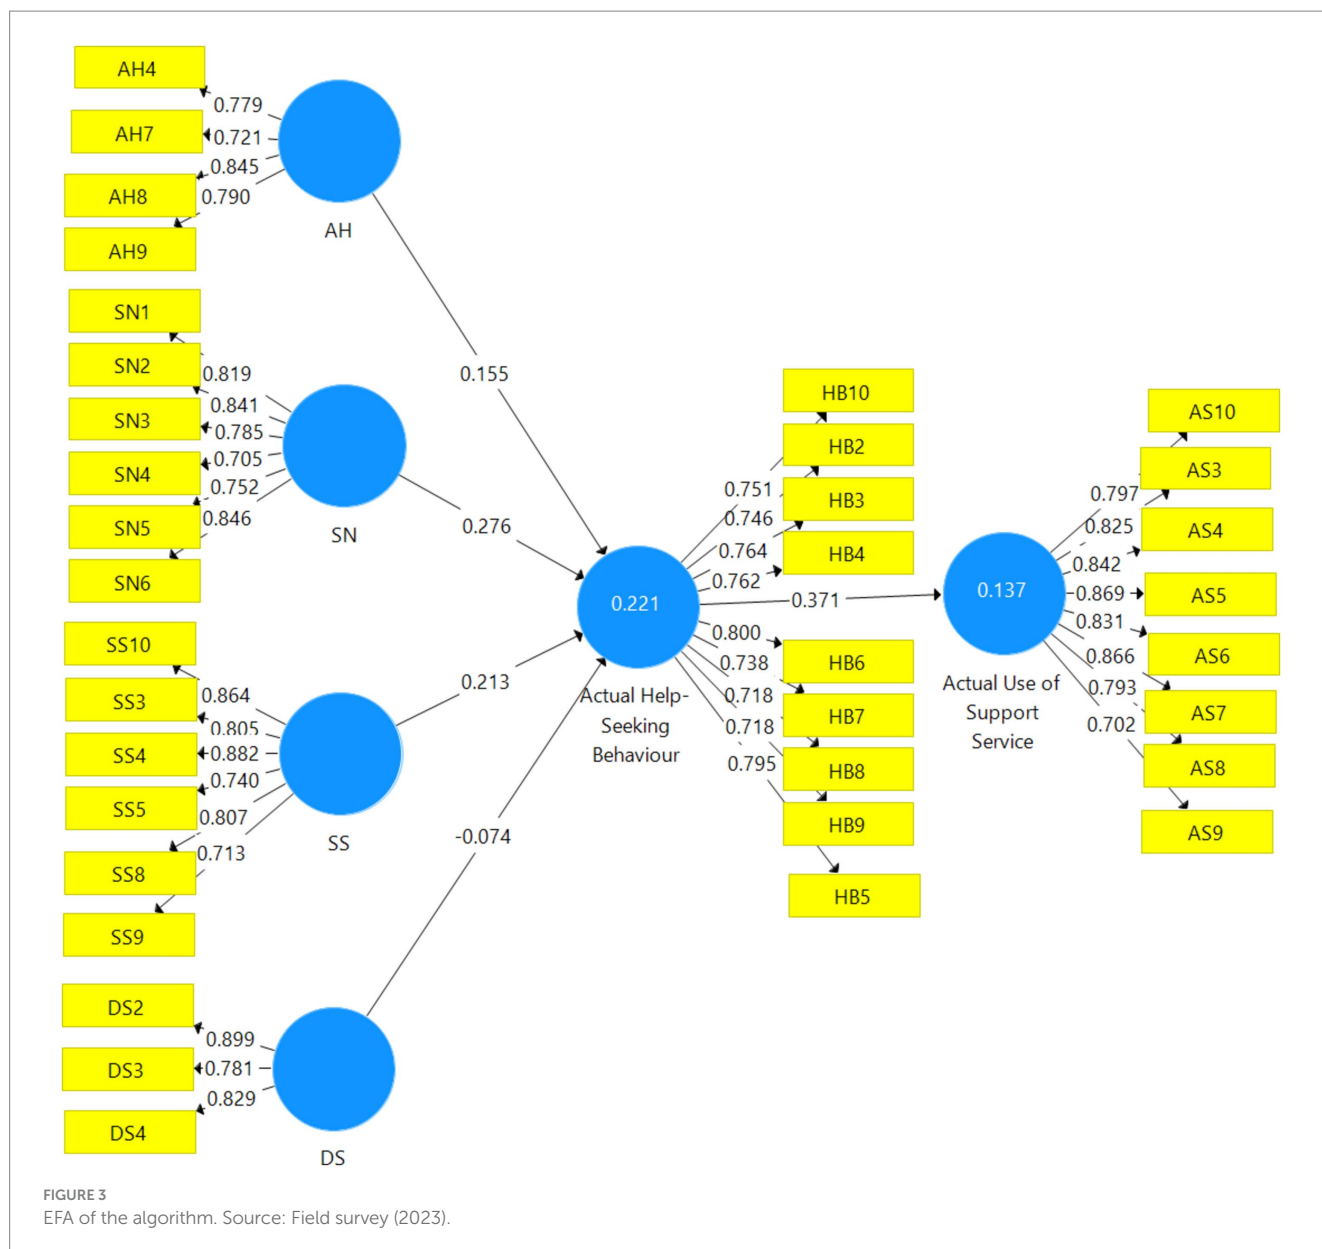 AH4
AH7
AH8
AH9
0.779
0.721
0.845
0.790
AH
SN1
SN2
SN3
SN4
SN5
SN6
0.819
0.841
0.785
0.705
0.752
0.846
SN
SS10
SS3
SS4
SS5
SS8
SS9
0.864
0.805
0.882
0.740
0.807
0.713
SS
DS2
DS3
DS4
0.899
0.781
0.829
DS
0.155
0.276
0.213
-0.074
0.221
Actual Help-
Seeking
Behaviour
0.751
0.746
0.764
0.762
0.800
0.738
0.718
0.718
0.795
HB10
HB2
HB3
HB4
HB6
HB7
HB8
HB9
HB5
0.371
0.137
Actual Use of
Support
Service
0.797
0.825
0.842
0.869
0.831
0.866
0.793
0.702
AS10
AS3
AS4
AS5
AS6
AS7
AS8
AS9
FIGURE 3
EFA of the algorithm. Source: Field survey (2023).